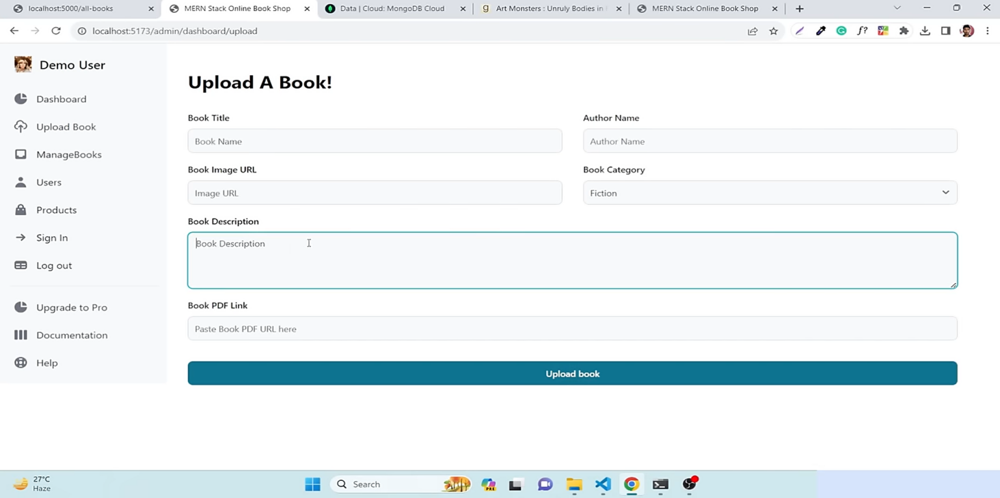 localhost:5000/all-books
MERN Stack Online Book Shop
Data | Cloud: MongoDB Cloud
Art Monsters : Unruly Bodies in
MERN Stack Online Book Shop
localhost:5173/admin/dashboard/upload
f?
Demo User
Dashboard
Upload Book
ManageBooks
Users
Products
Sign In
Log out
Upgrade to Pro
Documentation
Help
Upload A Book!
Book Title
Book Name
Author Name
Author Name
Book Image URL
Image URL
Book Category
Fiction
Book Description
Book Description
Book PDF Link
Paste Book PDF URL here
Upload book
27°C
Haze
Search
PRE